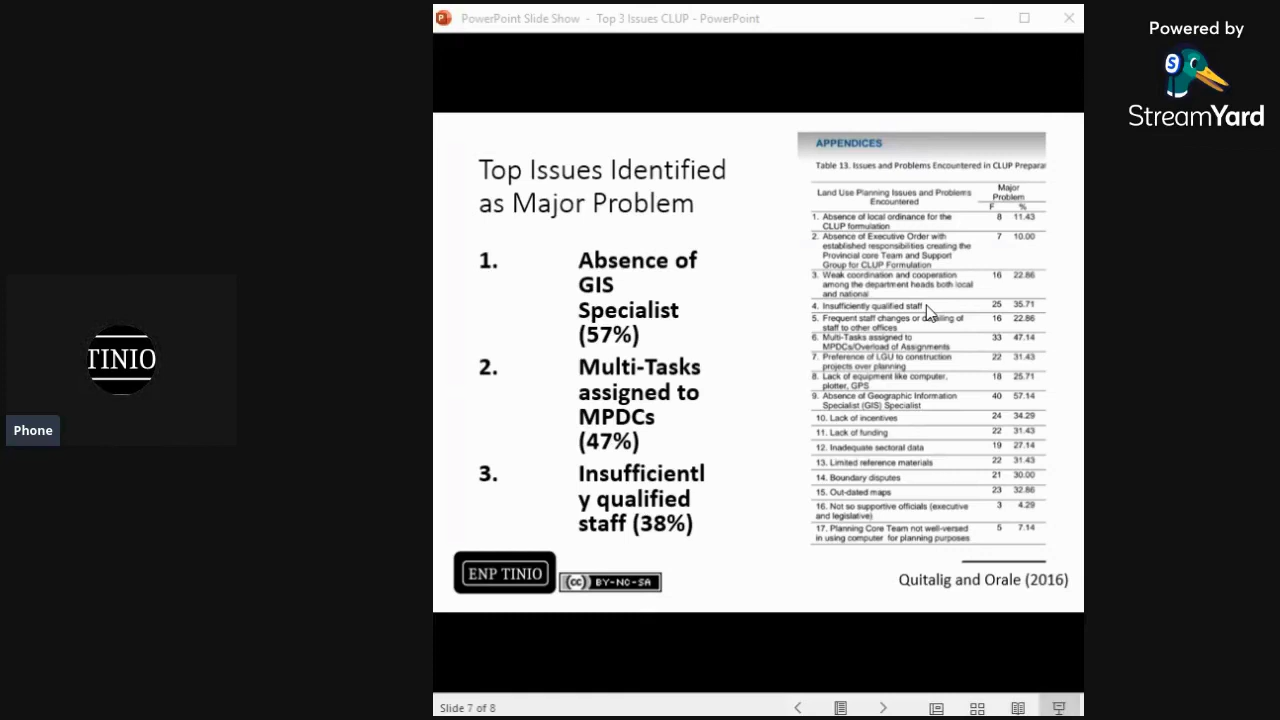 PowerPoint Slide Show - Top 3 Issues CLUP - PowerPoint
Powered by
S
StreamYard
TINIO
Phone
Top Issues Identified
as Major Problem
1. Absence of
GIS
Specialist
(57%)
2. Multi-Tasks
assigned to
MPDCs
(47%)
3. Insufficientl
y qualified
staff (38%)
ENP TINIO
cc BY-NC-SA
APPENDICES
Table 13. Issues and Problems Encountered in CLUP Prepara
Land Use Planning Issues and Problems
Encountered
Major
Problem
F %
1. Absence of local ordinance for the 8 11.43
CLUP formulation
2. Absence of Executive Order with 7 10.00
established responsibilities creating the
Provincial core Team and Support
Group for CLUP Formulation
3. Weak coordination and cooperation 16 22.86
among the department heads both local
and national
4. Insufficiently qualified staff 25 35.71
5. Frequent staff changes or of 16 22.86
staff to other offices
6. Multi-Tasks assigned to 33 47.14
MPDCs/Overload of Assignments
7. Preference of LGU to construction 22 31.43
projects over planning
8. Lack of equipment like computer, 18 25.71
plotter, GPS
9. Absence of Geographic Information 40 57.14
Specialist (GIS) Specialist
10. Lack of incentives 24 34.29
11. Lack of funding 22 31.43
12. Inadequate sectoral data 19 27.14
13. Limited reference materials 22 31.43
14. Boundary disputes 21 30.00
15. Out-dated maps 23 32.86
16. Not so supportive officials (executive 3 4.29
and legislative)
17. Planning Core Team not well-versed 5 7.14
in using computer for planning purposes
Quitalig and Orale (2016)
Slide 7 of 8